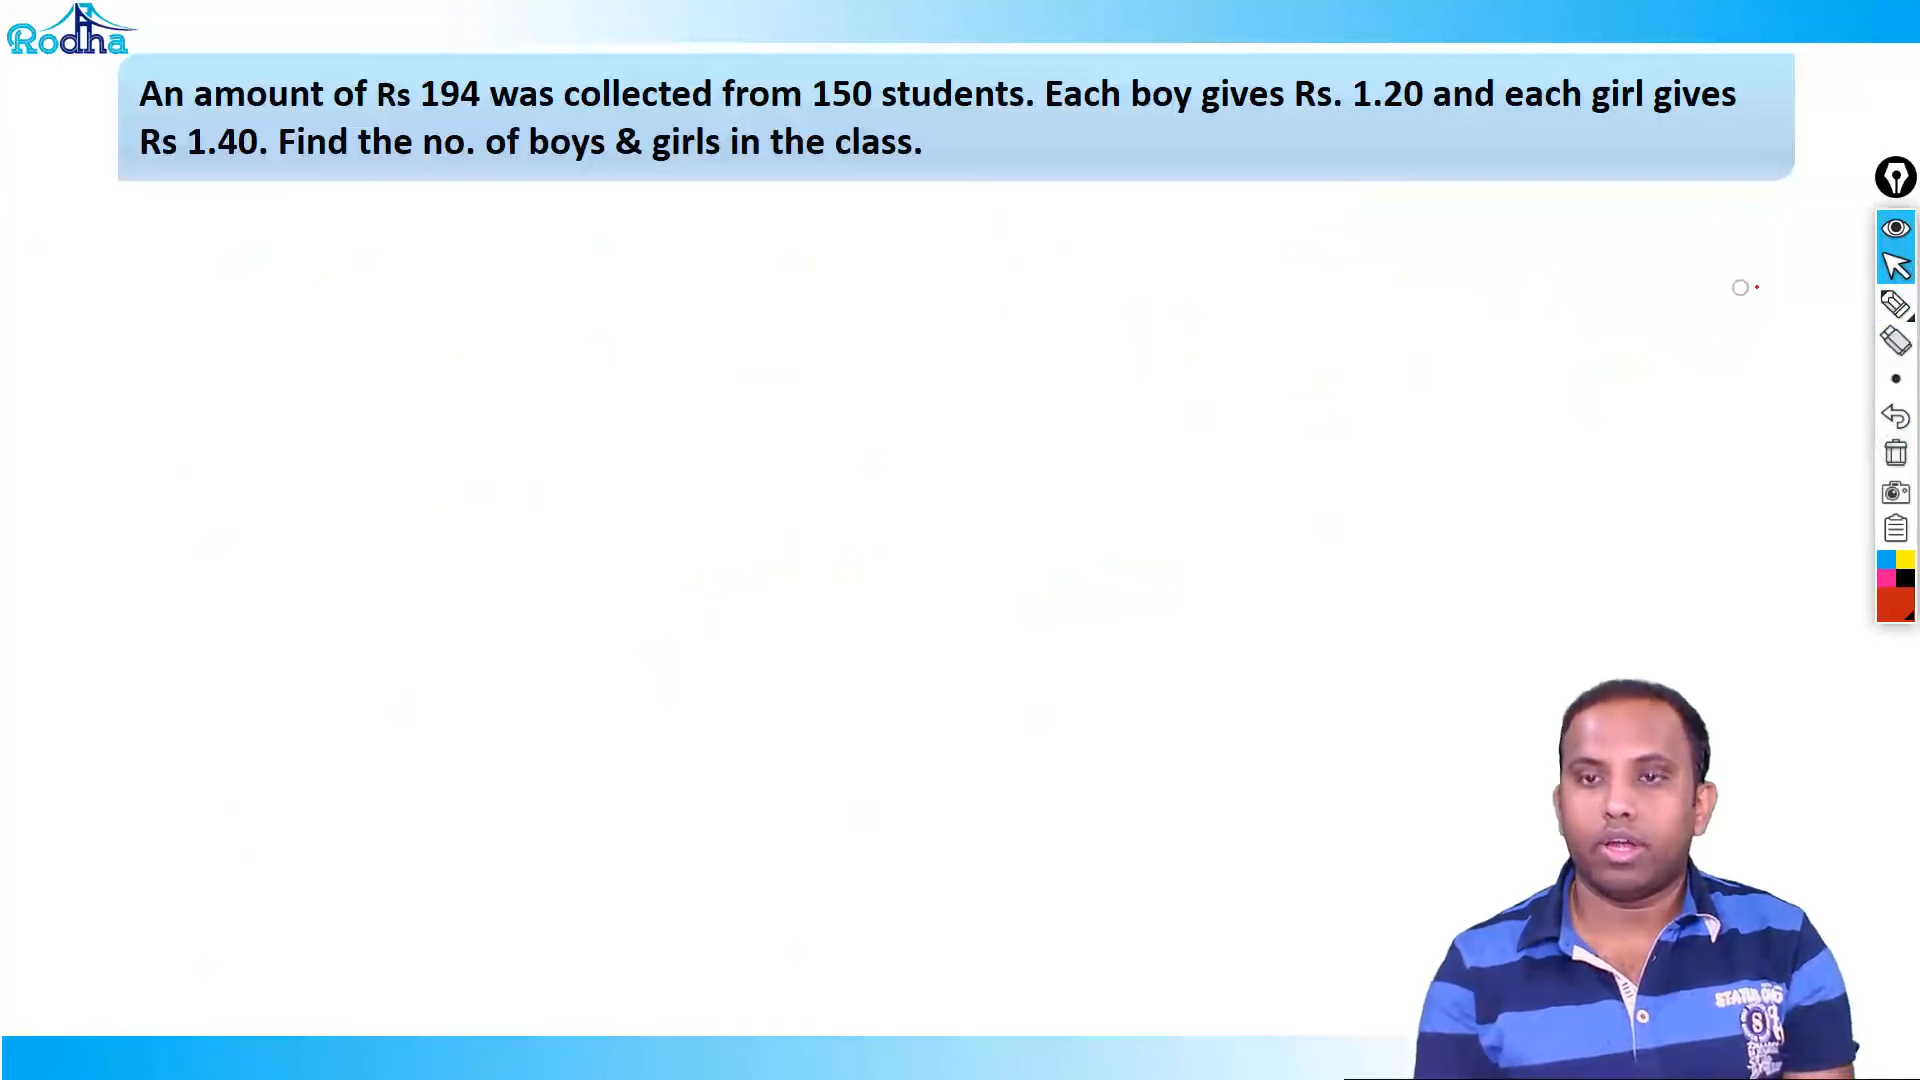 Rodha
An amount of Rs 194 was collected from 150 students. Each boy gives Rs. 1.20 and each girl gives
Rs 1.40. Find the no. of boys & girls in the class.